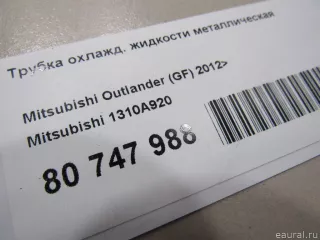 Трубка охлажд. жидкости металлическая
Mitsubishi Outlander (GF) 2012>
Mitsubishi 1310A920
80 747 988
eaural.ru